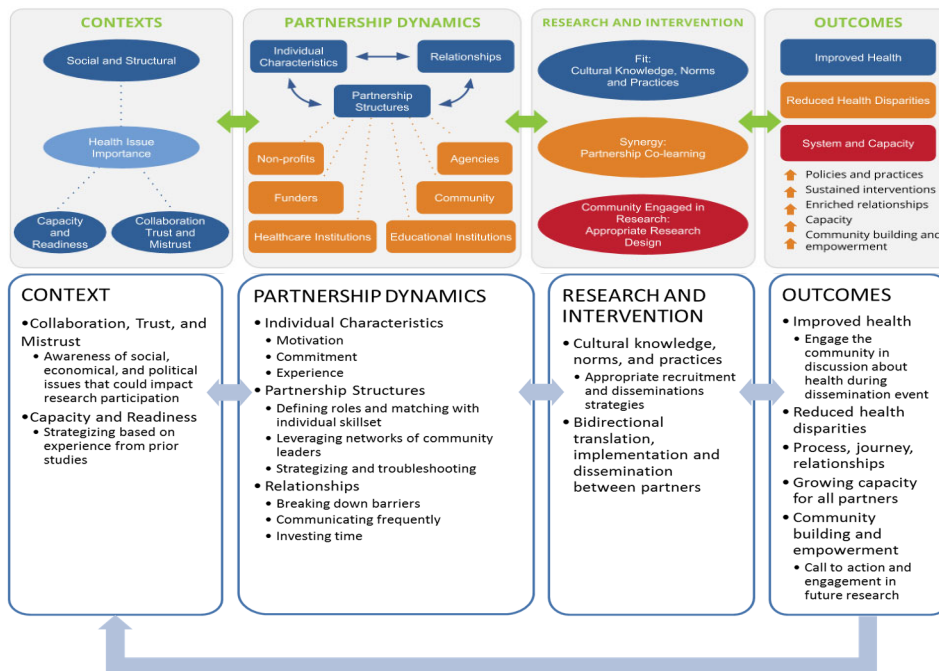 CONTEXTS
Social and Structural
Health Issue
Importance
Capacity
and
Readiness
Collaboration
Trust and
Mistrust
PARTNERSHIP DYNAMICS
Individual
Characteristics
Relationships
Partnership
Structures
Non-profits
Agencies
Funders
Community
Healthcare Institutions
Educational Institutions
RESEARCH AND INTERVENTION
Fit:
Cultural Knowledge, Norms
and Practices
Synergy:
Partnership Co-learning
Community Engaged in
Research:
Appropriate Research
Design
OUTCOMES
Improved Health
Reduced Health Disparities
System and Capacity
Policies and practices
Sustained interventions
Enriched relationships
Capacity
Community building and
empowerment
CONTEXT
•Collaboration, Trust, and
Mistrust
• Awareness of social,
economical, and political
issues that could impact
research participation
•Capacity and Readiness
• Strategizing based on
experience from prior
studies
PARTNERSHIP DYNAMICS
• Individual Characteristics
• Motivation
• Commitment
• Experience
• Partnership Structures
• Defining roles and matching with
individual skillset
• Leveraging networks of community
leaders
• Strategizing and troubleshooting
• Relationships
• Breaking down barriers
• Communicating frequently
• Investing time
RESEARCH AND
INTERVENTION
• Cultural knowledge,
norms, and practices
• Appropriate recruitment
and disseminations
strategies
• Bidirectional
translation,
implementation and
dissemination
between partners
OUTCOMES
• Improved health
• Engage the
community in
discussion about
health during
dissemination event
• Reduced health
disparities
• Process, journey,
relationships
• Growing capacity
for all partners
• Community
building and
empowerment
• Call to action and
engagement in
future research